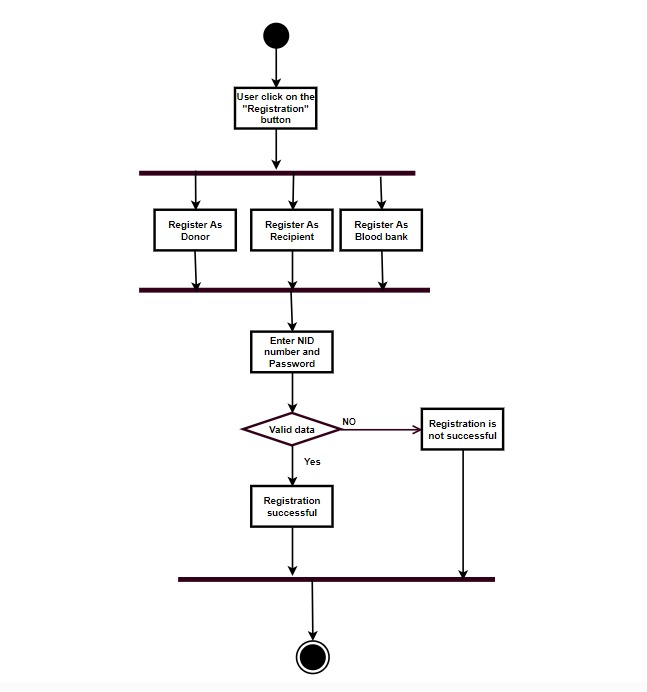 User click on the
"Registration"
button
Register As
Donor
Register As
Recipient
Register As
Blood bank
Enter NID
number and
Password
Valid data
NO
Registration is
not successful
Yes
Registration
successful